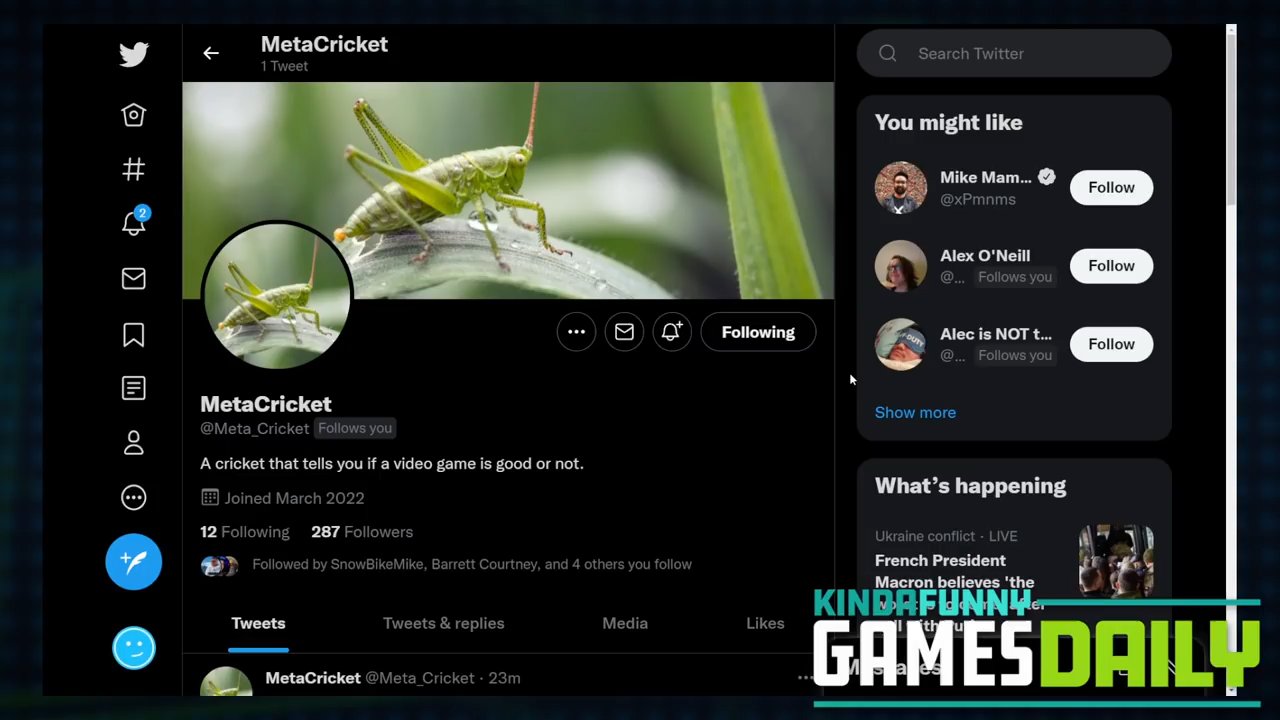 MetaCricket
1 Tweet
Search Twitter
You might like
Mike Mam...
@xPmnms
Follow
Alex O'Neill
@... Follows you
Follow
Alec is NOT t...
@... Follows you
Follow
Show more
2
Following
MetaCricket
@Meta_Cricket Follows you
A cricket that tells you if a video game is good or not.
Joined March 2022
12 Following 287 Followers
Followed by SnowBikeMike, Barrett Courtney, and 4 others you follow
Tweets
Tweets & replies
Media
Likes
MetaCricket @Meta_Cricket · 23m
What's happening
Ukraine conflict · LIVE
French President
Macron believes 'the
KINDAFUNNY
GAMESDAILY